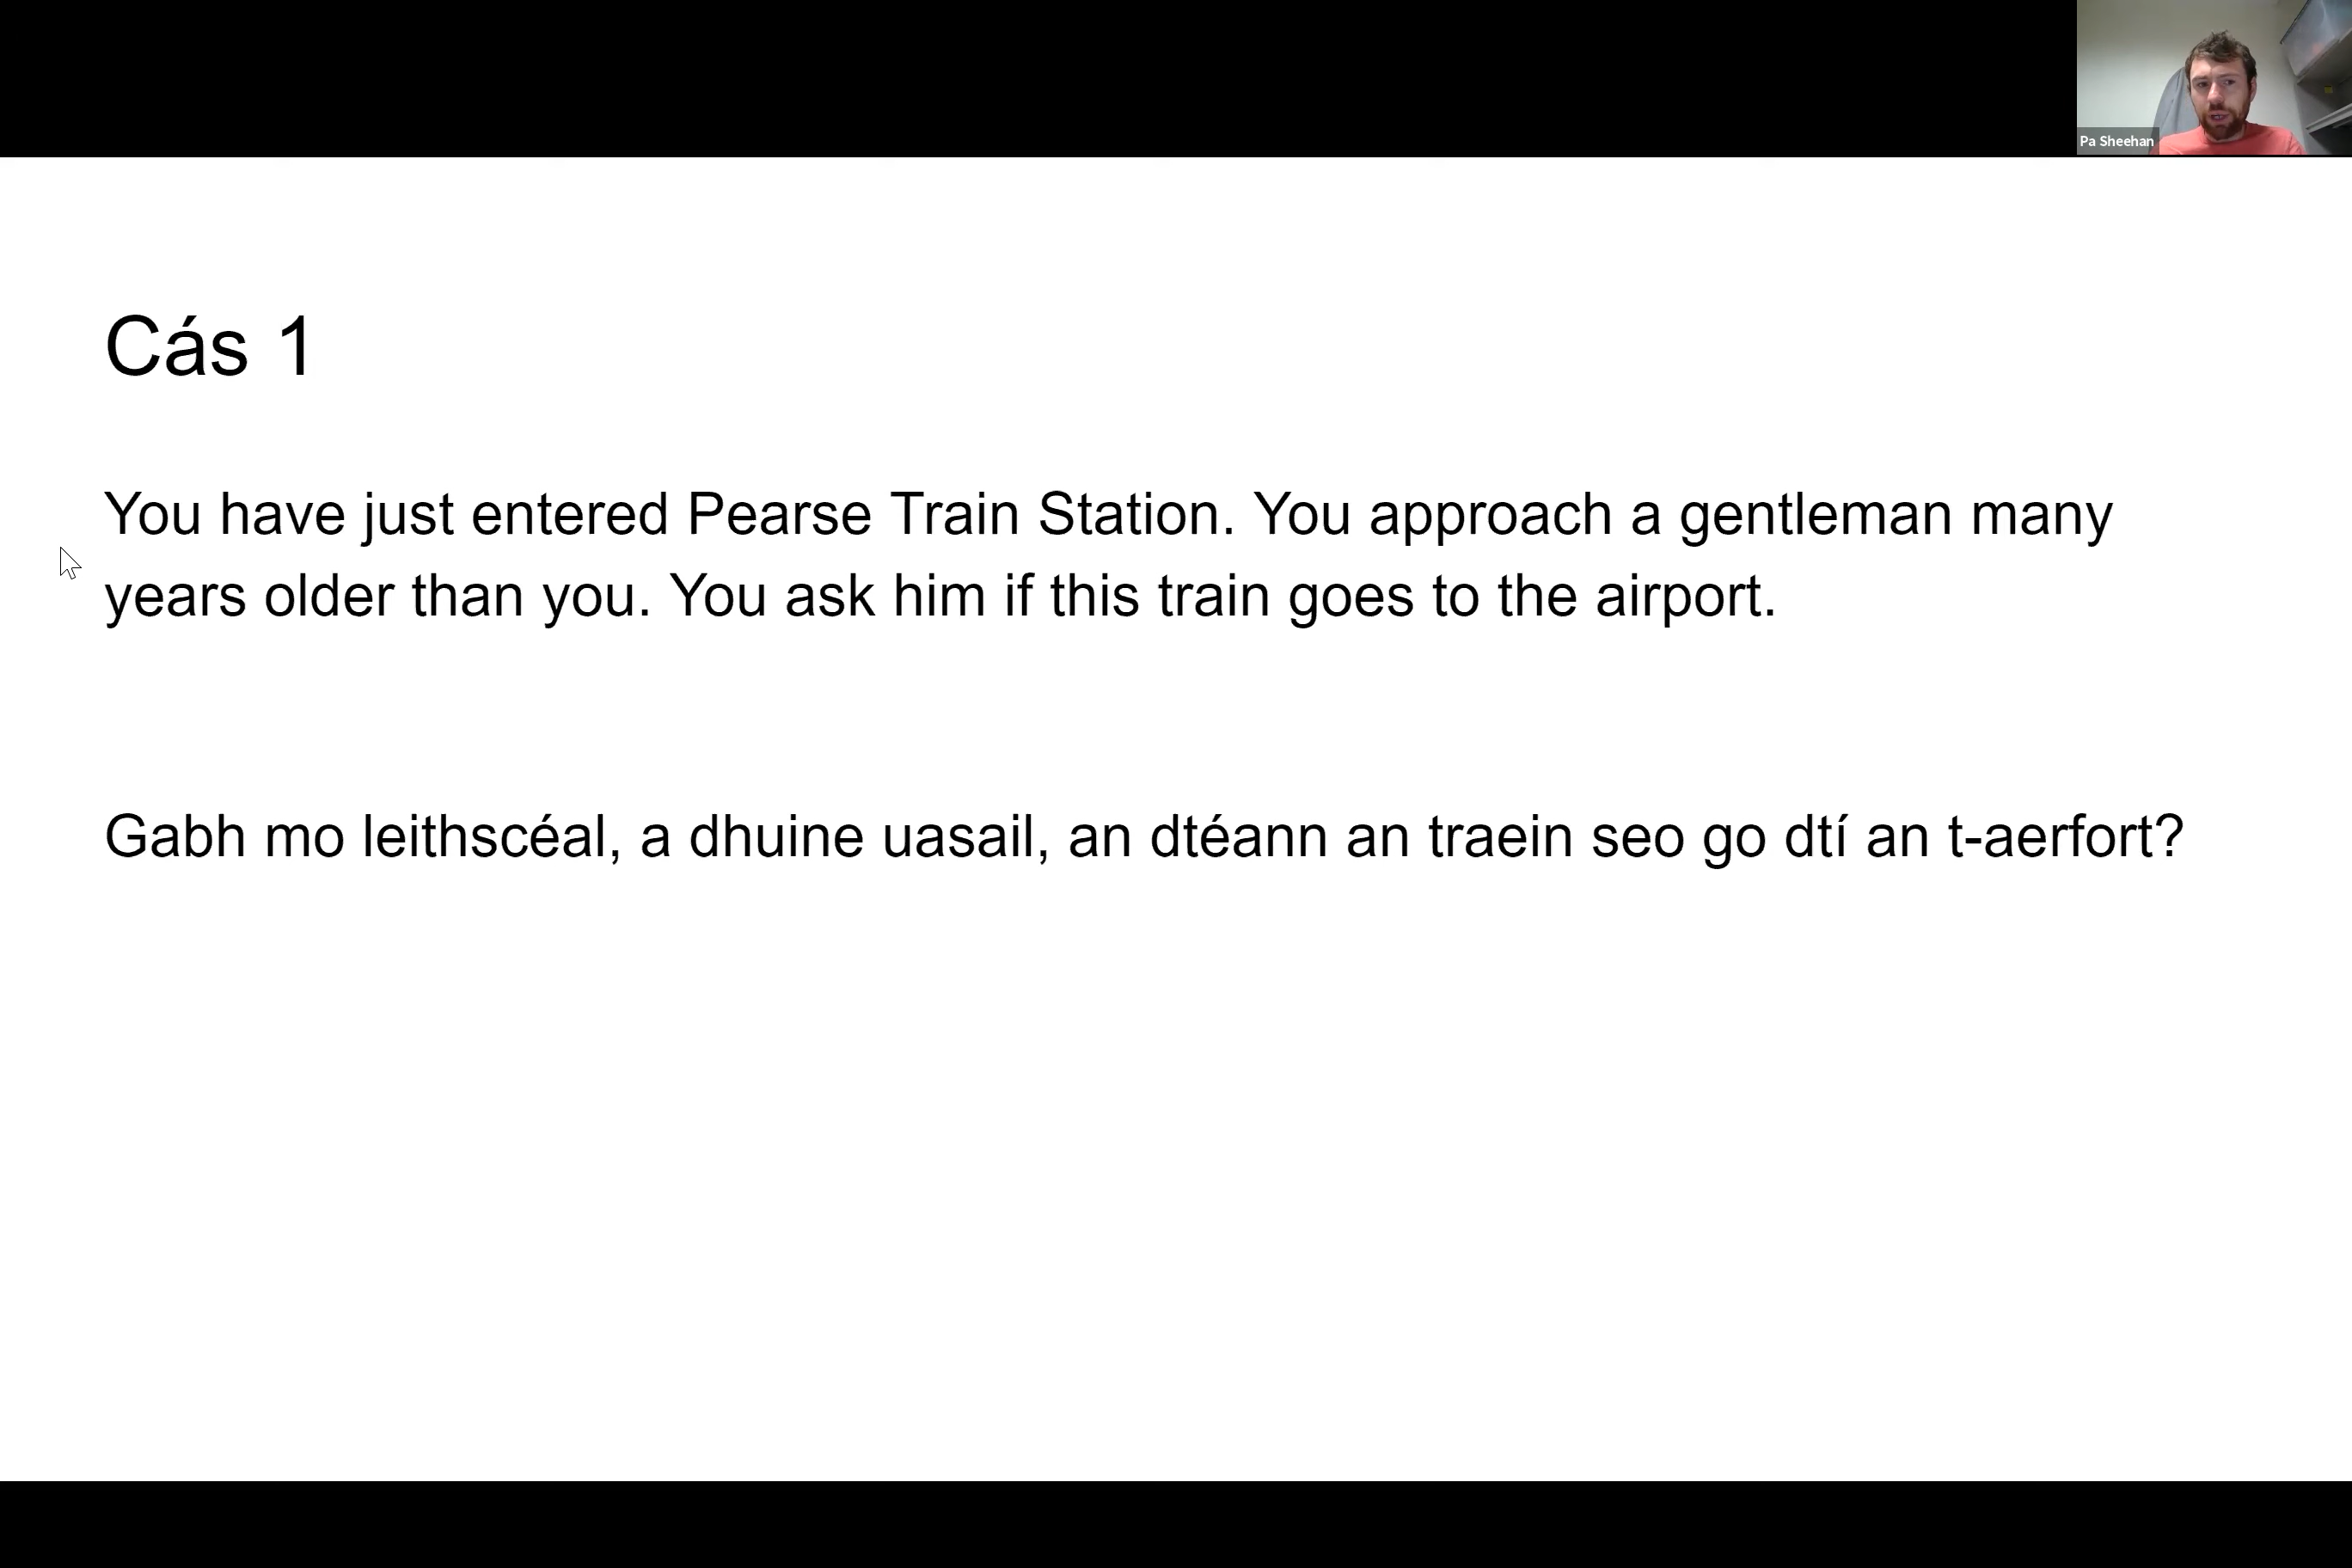 Pa Sheehan
Cás 1
You have just entered Pearse Train Station. You approach a gentleman many
years older than you. You ask him if this train goes to the airport.
Gabh mo leithscéal, a dhuine uasail, an dtéann an traein seo go dtí an t-aerfort?